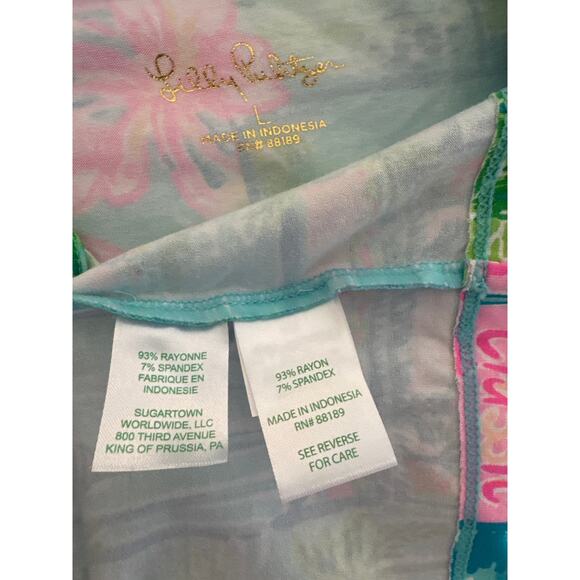 Lilly Pulitzer
L
MADE IN INDONESIA
RN# 88189
93% RAYONNE
7% SPANDEX
FABRIQUE EN
INDONESIE
SUGARTOWN
WORLDWIDE, LLC
800 THIRD AVENUE
KING OF PRUSSIA, PA
93% RAYON
7% SPANDEX
MADE IN INDONESIA
RN# 88189
SEE REVERSE
FOR CARE